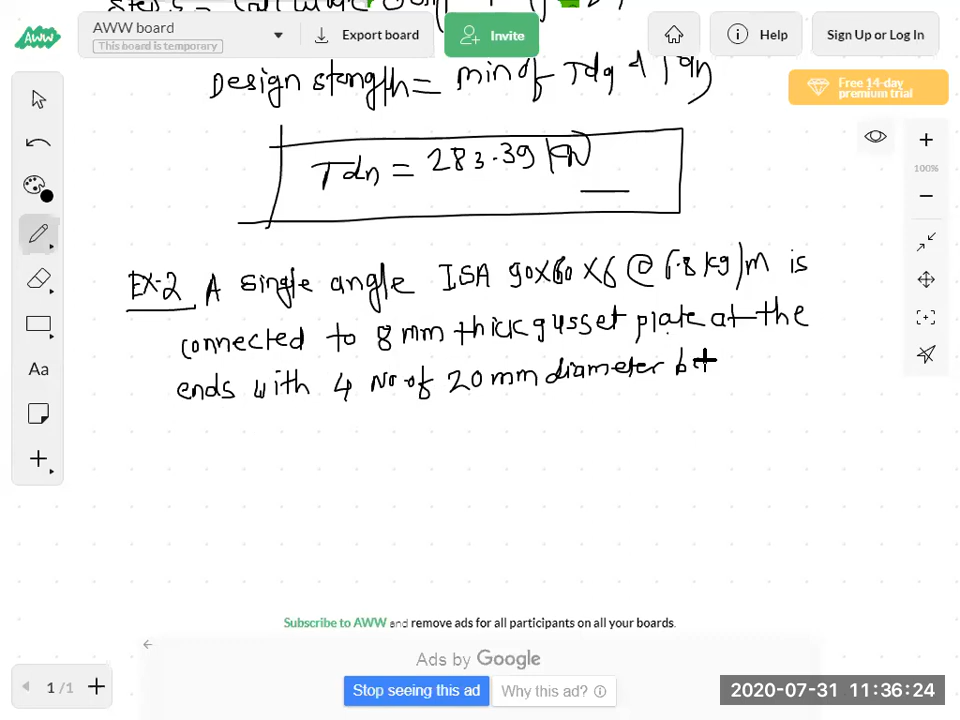 AWW board
This board is temporary
Export board
Invite
Help
Sign Up or Log In
Free 14-day
premium trial
100%
Design stength = min of Tdg & Tdn
Tdn = 283.39 KN
EX-2 A single angle ISA 90x60 x6 @ 6.8 kg/m is
connected to 8 mm thick gusset plate at the
ends with 4 No of 20 mm diameter b
Aa
Subscribe to AWW and remove ads for all participants on all your boards.
Ads by Google
Stop seeing this ad
Why this ad?
1 /1
2020-07-31 11:36:24